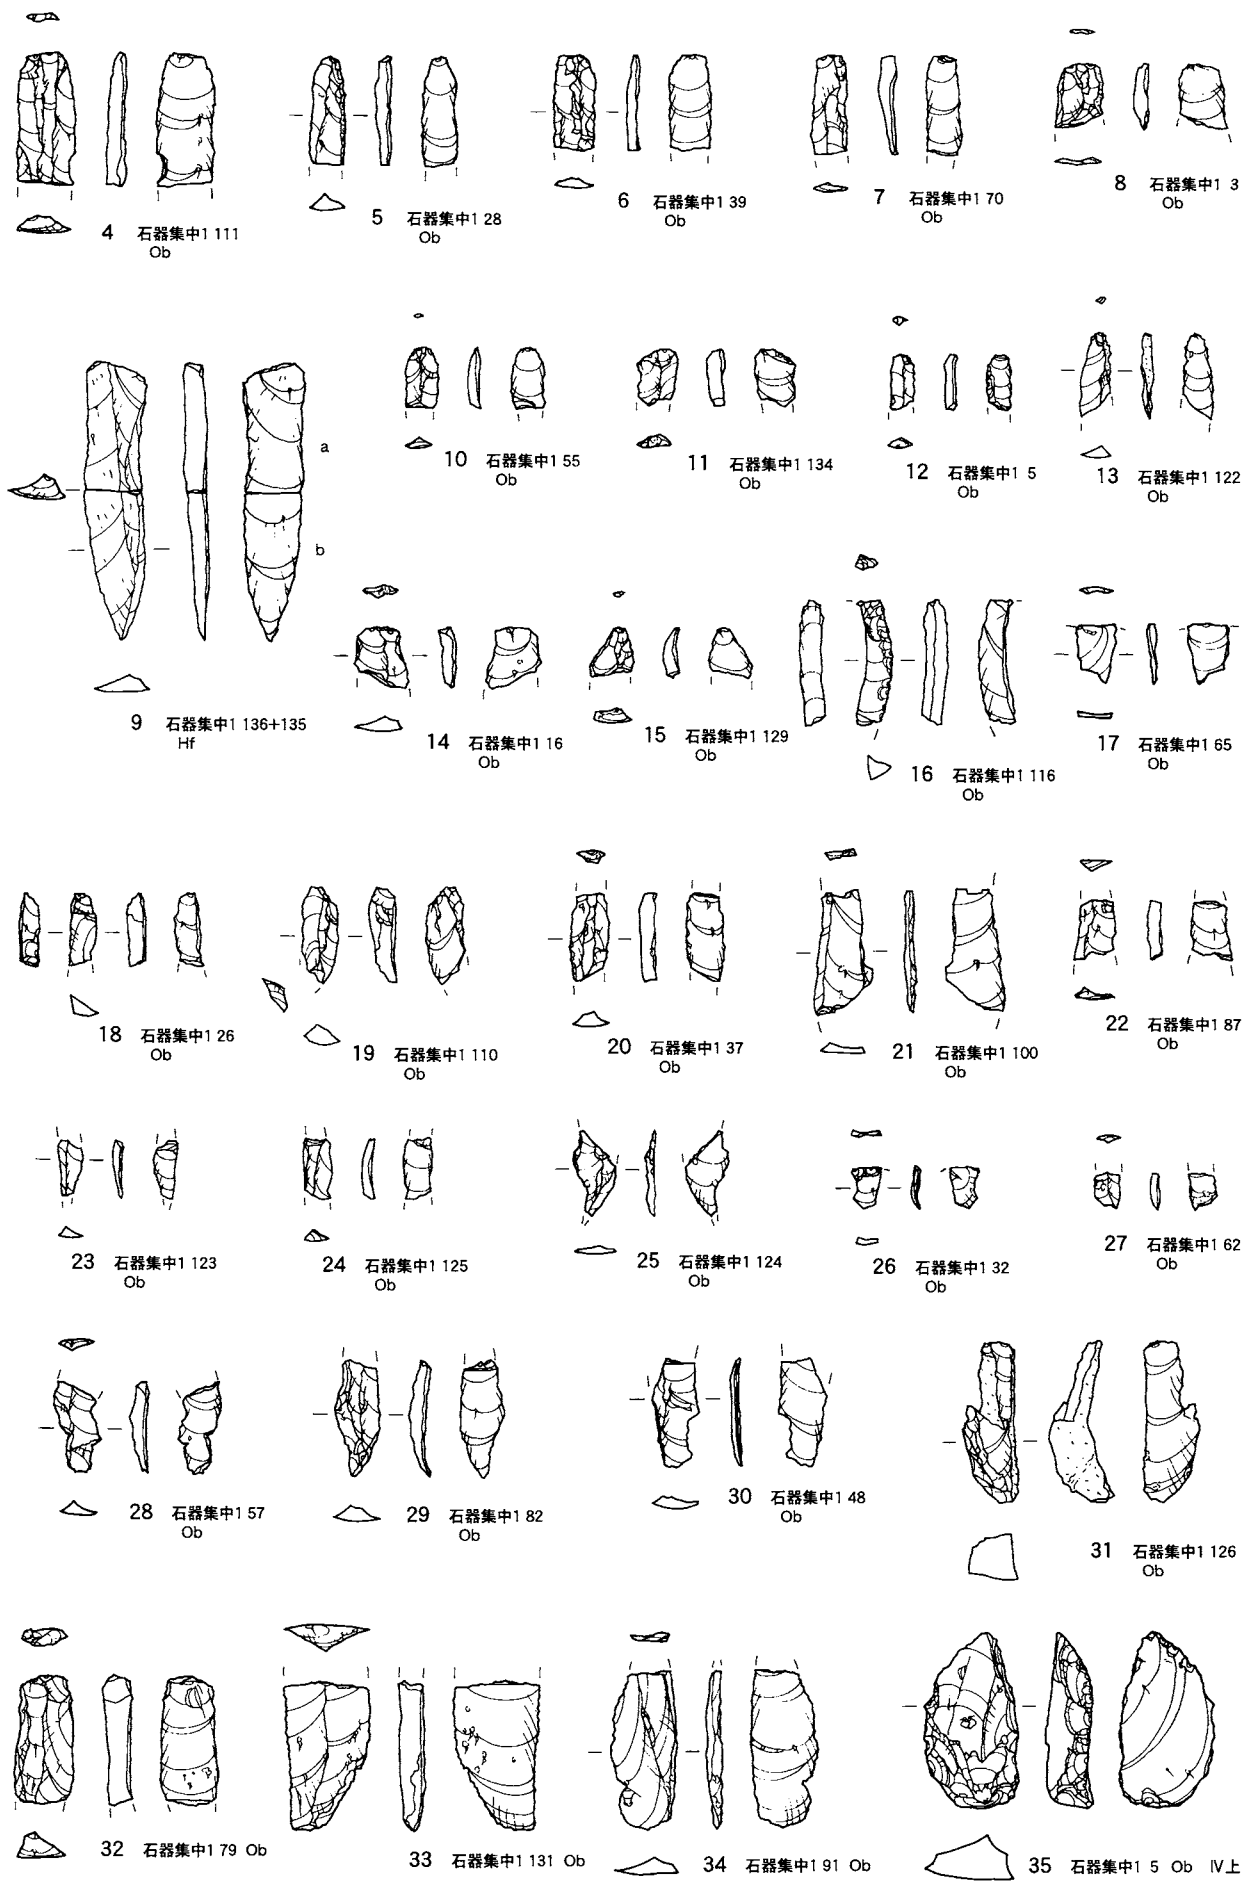 4 石器集中1 111
Ob
5 石器集中1 28
Ob
6 石器集中1 39
Ob
7 石器集中1 70
Ob
8 石器集中1 3
Ob
a
b
9 石器集中1 136+135
Hf
10 石器集中1 55
Ob
11 石器集中1 134
Ob
12 石器集中1 5
Ob
13 石器集中1 122
Ob
14 石器集中1 16
Ob
15 石器集中1 129
Ob
16 石器集中1 116
Ob
17 石器集中1 65
Ob
18 石器集中1 26
Ob
19 石器集中1 110
Ob
20 石器集中1 37
Ob
21 石器集中1 100
Ob
22 石器集中1 87
Ob
23 石器集中1 123
Ob
24 石器集中1 125
Ob
25 石器集中1 124
Ob
26 石器集中1 32
Ob
27 石器集中1 62
Ob
28 石器集中1 57
Ob
29 石器集中1 82
Ob
30 石器集中1 48
Ob
31 石器集中1 126
Ob
32 石器集中1 79 Ob
33 石器集中1 131 Ob
34 石器集中1 91 Ob
35 石器集中1 5 Ob Ⅳ上